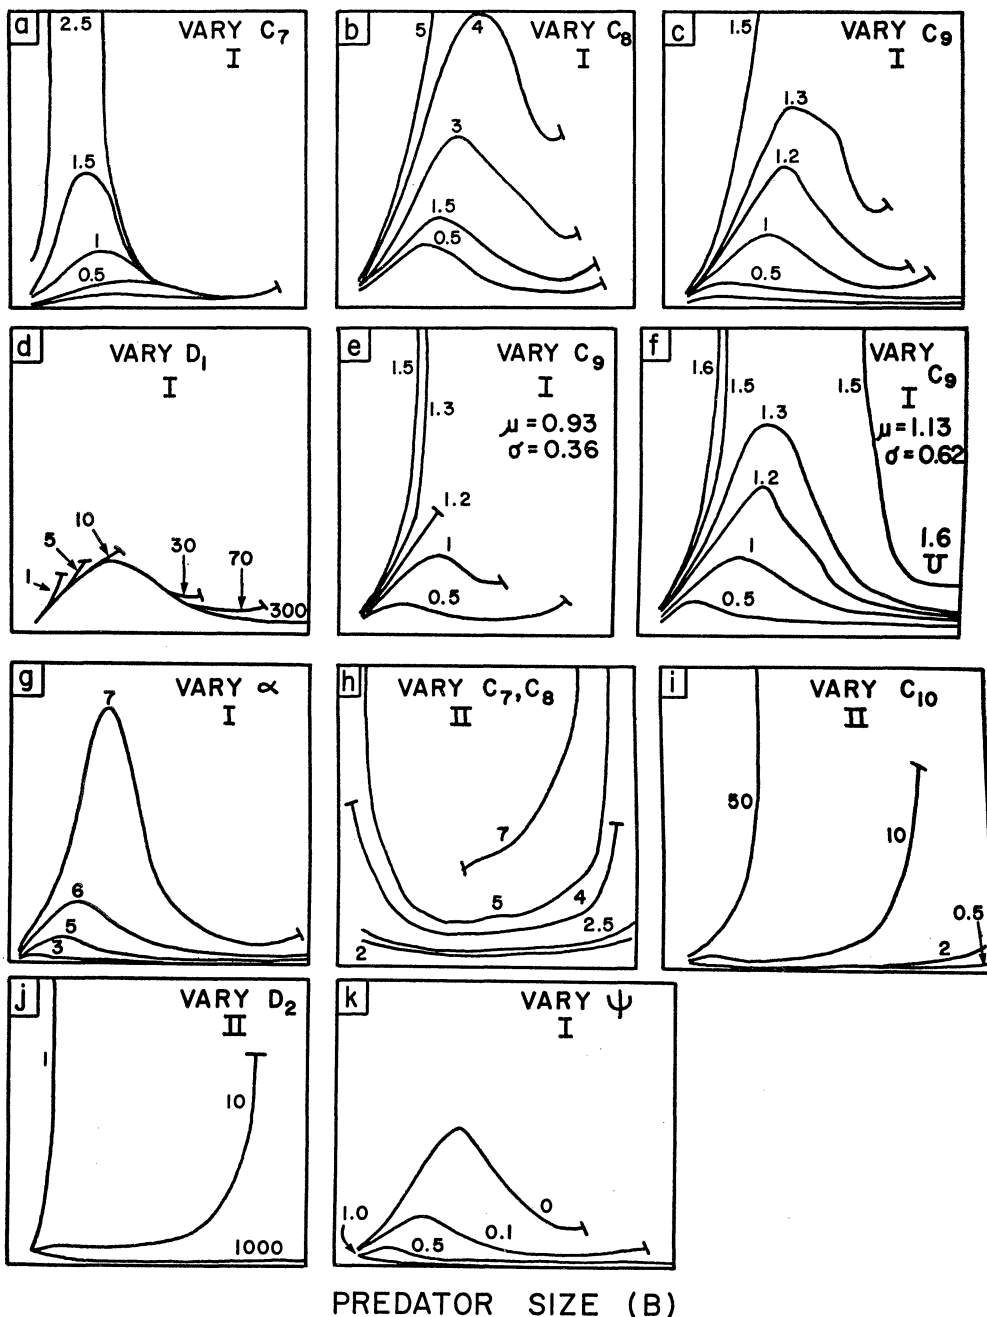 a
2.5
VARY C7
I
1.5
1
0.5
b
5
4
VARY C8
I
3
1.5
0.5
c
1.5
VARY C9
I
1.3
1.2
1
0.5
d
VARY D1
I
1
5
10
30
70
300
e
VARY C9
I
1.5
1.3
μ=0.93
σ=0.36
1.2
1
0.5
f
VARY C9
I
1.6
1.5
1.5
1.3
μ=1.13
σ=0.62
1.2
1.6
1
0.5
g
VARY ∝
I
7
6
5
3
h
VARY C7,C8
II
7
5
4
2.5
2
i
VARY C10
II
50
10
0.5
2
j
VARY D2
II
1
10
1000
k
VARY Ψ
I
1.0
0
0.1
0.5
PREDATOR SIZE (B)